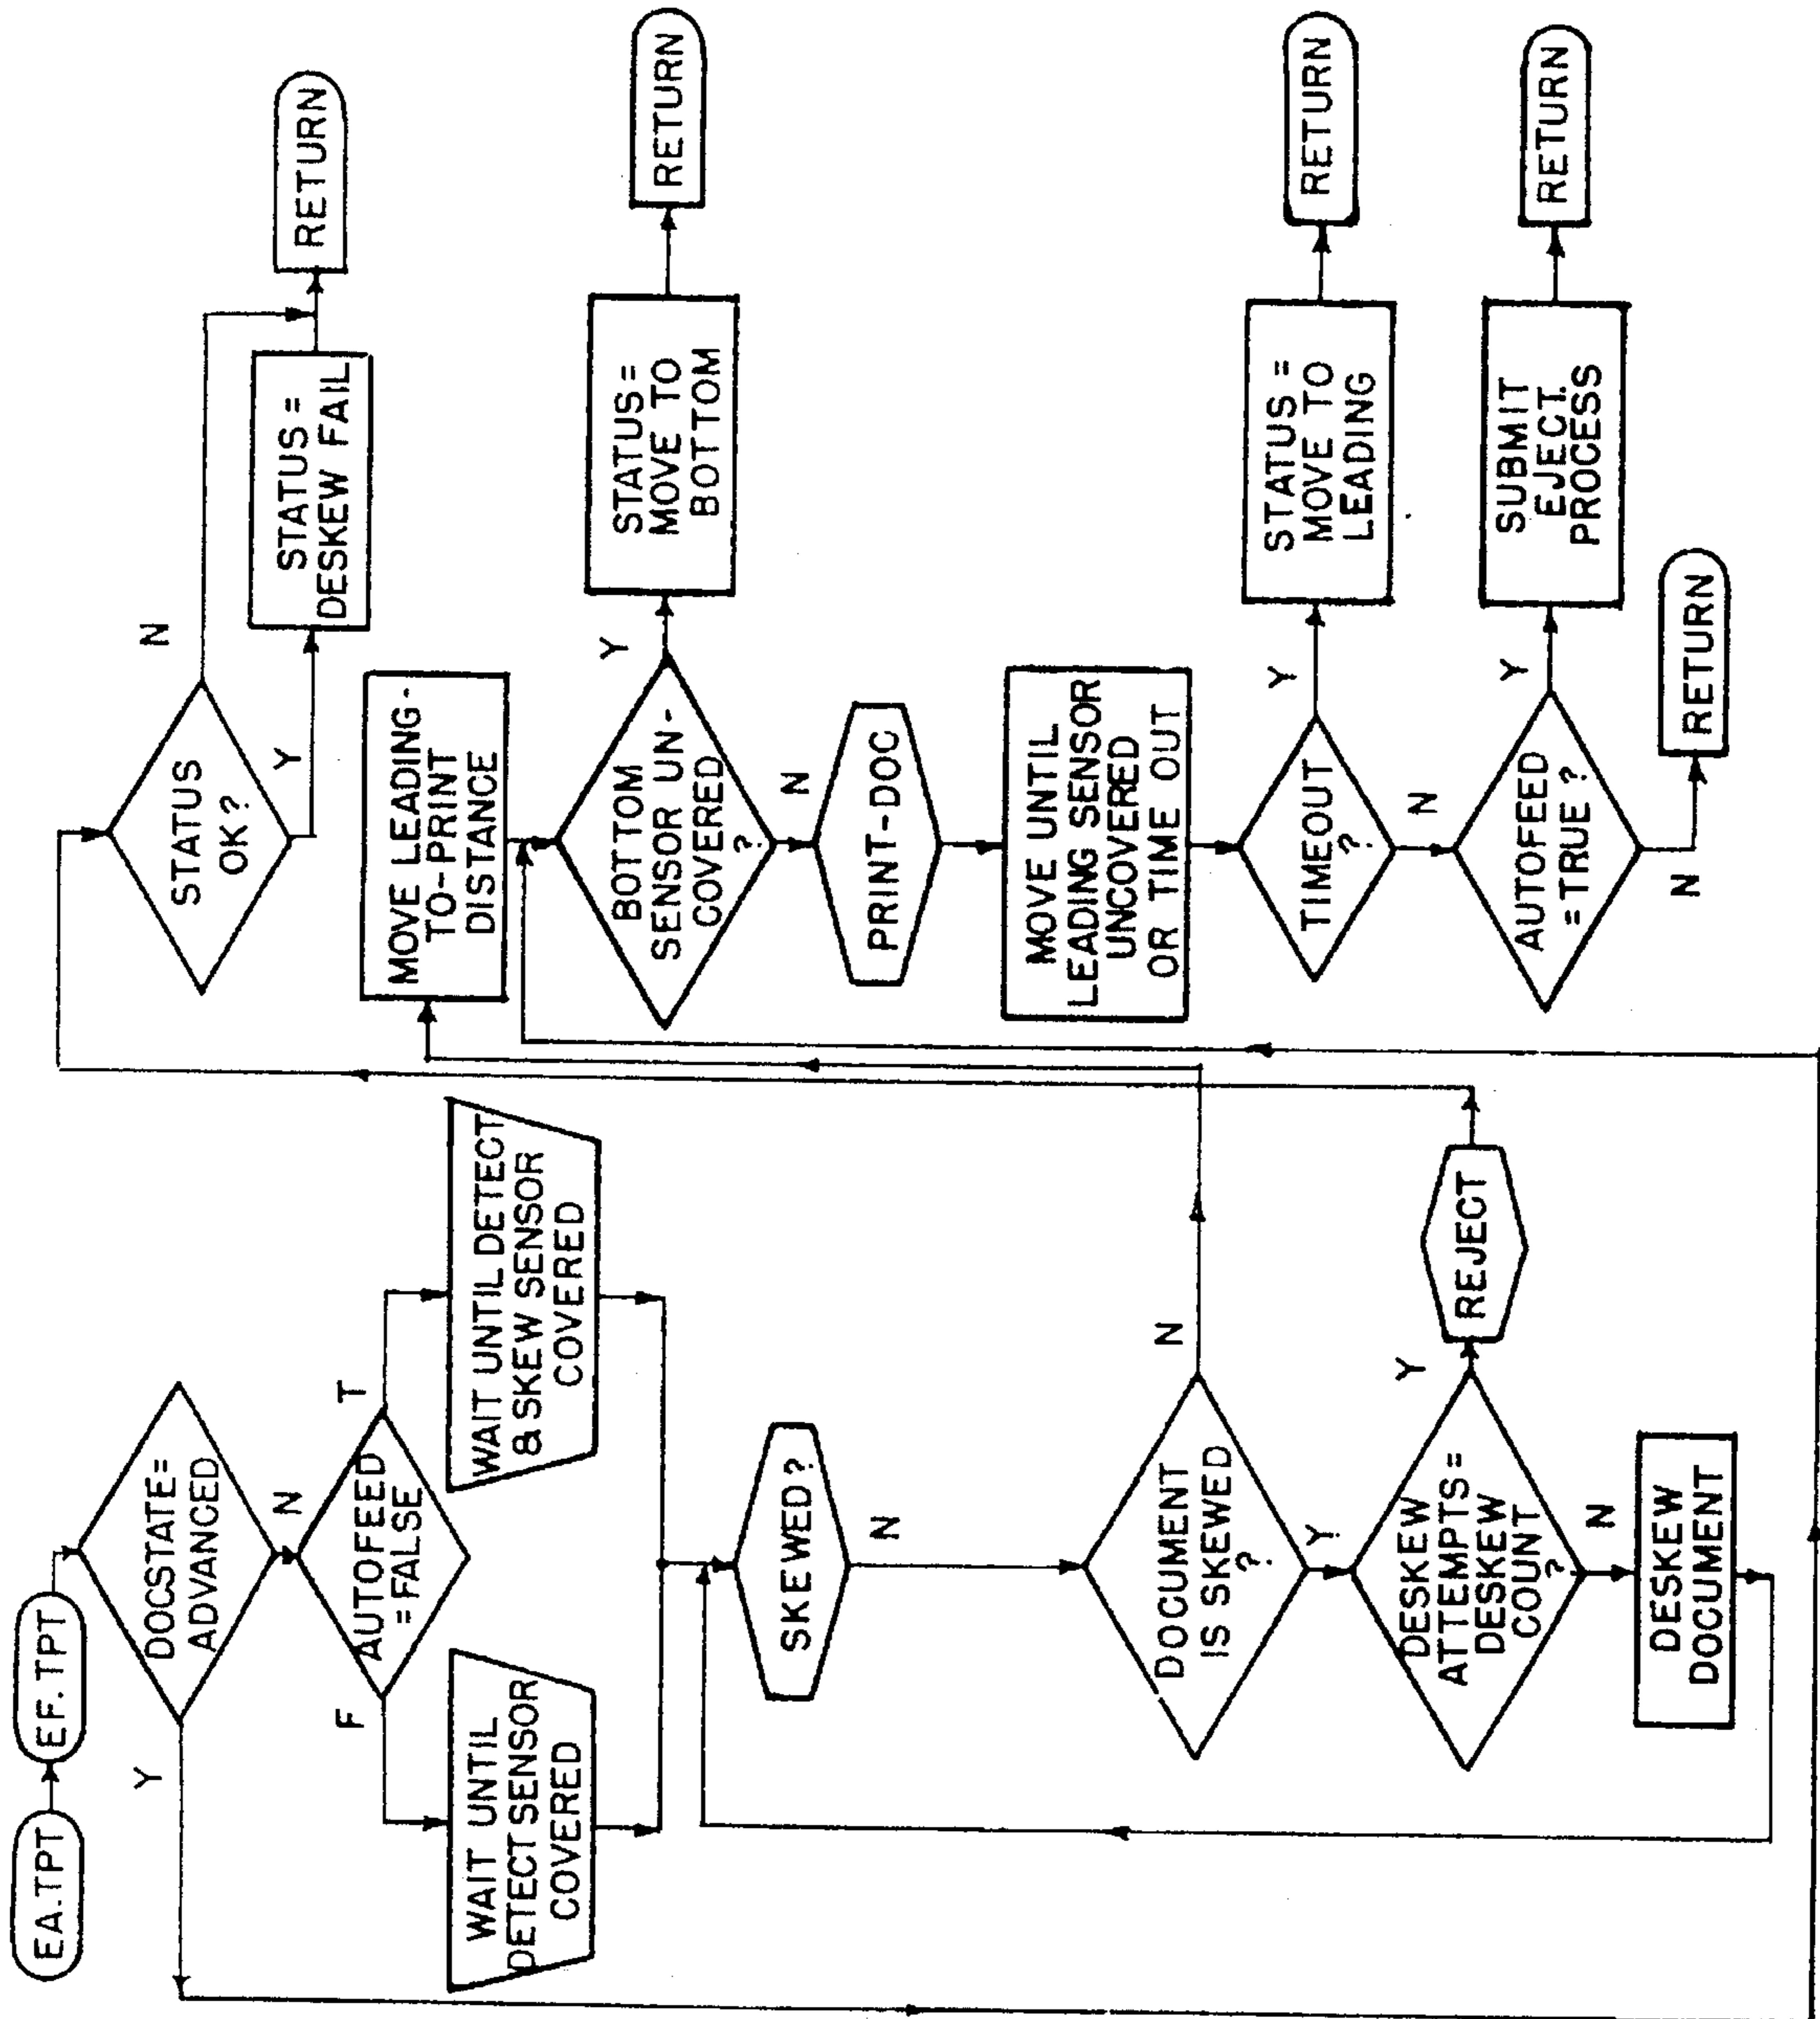 EA.TPT
EF.TPT
DOCSTATE=
ADVANCED
Y
N
AUTOFEED
=FALSE
F
T
WAIT UNTIL
DETECT SENSOR
COVERED
WAIT UNTIL DETECT
& SKEW SENSOR
COVERED
SKEWED?
N
DOCUMENT
IS SKEWED
?
N
Y
DESKEW
ATTEMPTS=
DESKEW
COUNT
?
Y
REJECT
N
DESKEW
DOCUMENT
STATUS
OK?
N
Y
STATUS =
DESKEW FAIL
RETURN
MOVE LEADING-
TO-PRINT
DISTANCE
BOTTOM
SENSOR UN-
COVERED
?
Y
STATUS=
MOVE TO
BOTTOM
RETURN
N
PRINT-DOC
MOVE UNTIL
LEADING SENSOR
UNCOVERED
OR TIME OUT
TIMEOUT
?
Y
STATUS =
MOVE TO
LEADING
RETURN
N
AUTOFEED
=TRUE?
Y
SUBMIT
EJECT.
PROCESS
RETURN
N
RETURN